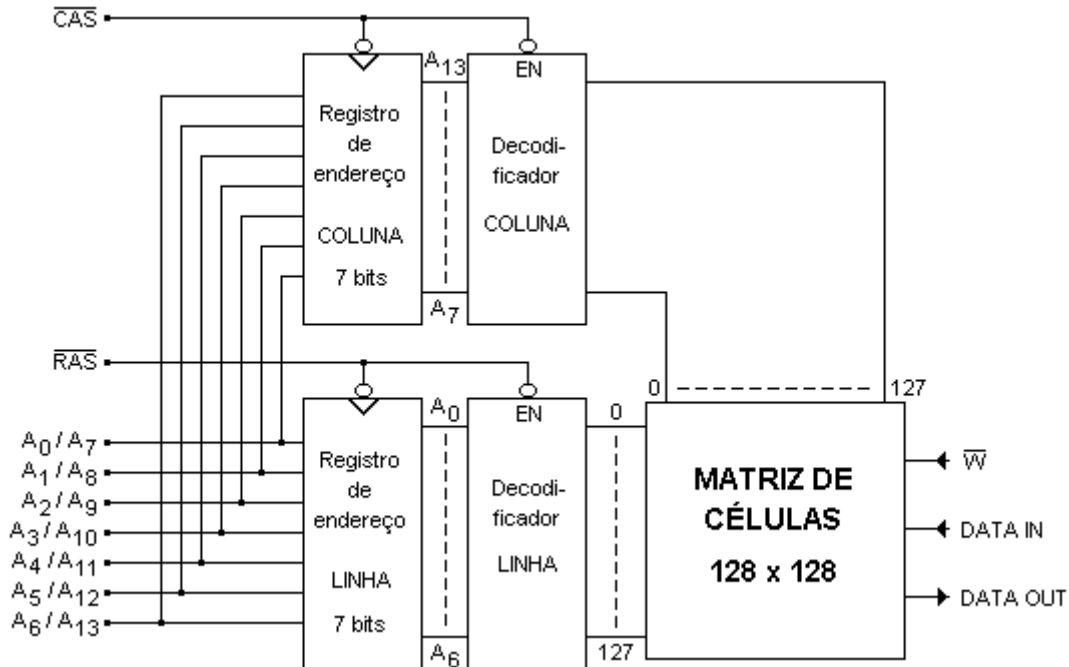 CAS
A13
EN
Registro
de
endereço
COLUNA
7 bits
Decodi-
ficador
COLUNA
A7
RAS
A0
EN
0
0
127
A0/A7
A1/A8
A2/A9
A3/A10
A4/A11
A5/A12
A6/A13
Registro
de
endereço
LINHA
7 bits
Decodi-
ficador
LINHA
A6
127
MATRIZ DE
CÉLULAS
128 x 128
W
DATA IN
DATA OUT